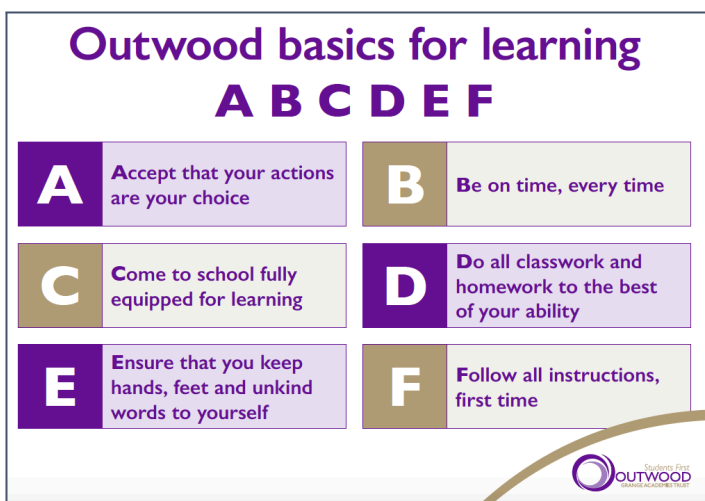 Outwood basics for learning
A B C D E F
A
Accept that your actions
are your choice
B
Be on time, every time
C
Come to school fully
equipped for learning
D
Do all classwork and
homework to the best
of your ability
E
Ensure that you keep
hands, feet and unkind
words to yourself
F
Follow all instructions,
first time
Students First
OUTWOOD
GRANGE ACADEMIES TRUST